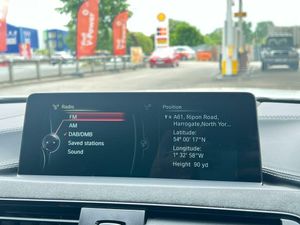 Radio
FM
AM
DAB/DMB
Saved stations
Sound
Position
A61, Ripon Road,
Harrogate,North Yor...
Latitude:
54° 00' 17" N
Longitude:
1° 32' 58" W
Height 90 yd